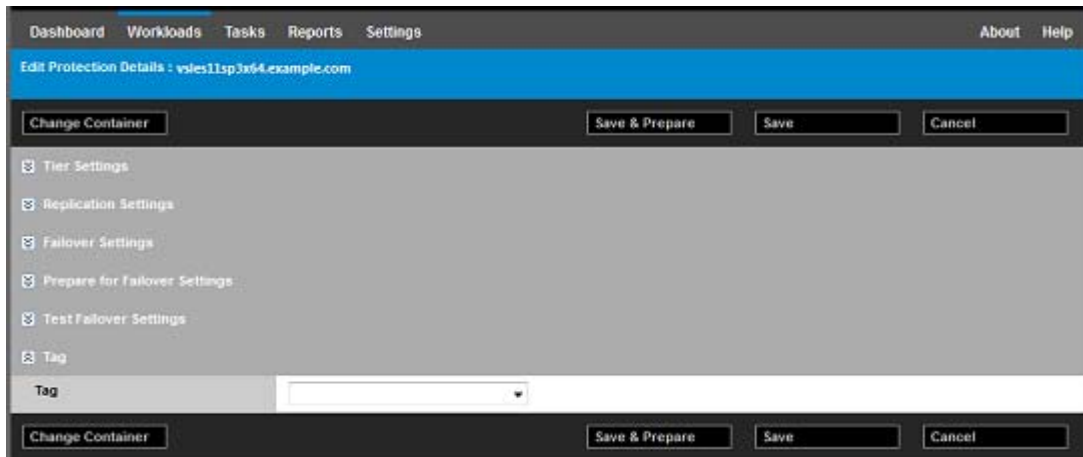 Dashboard Workloads Tasks Reports Settings About Help
Edit Protection Details : vsles11sp3x64.example.com
Change Container Save & Prepare Save Cancel
Tier Settings
Replication Settings
Failover Settings
Prepare for Failover Settings
Test Failover Settings
Tag
Tag
Change Container Save & Prepare Save Cancel